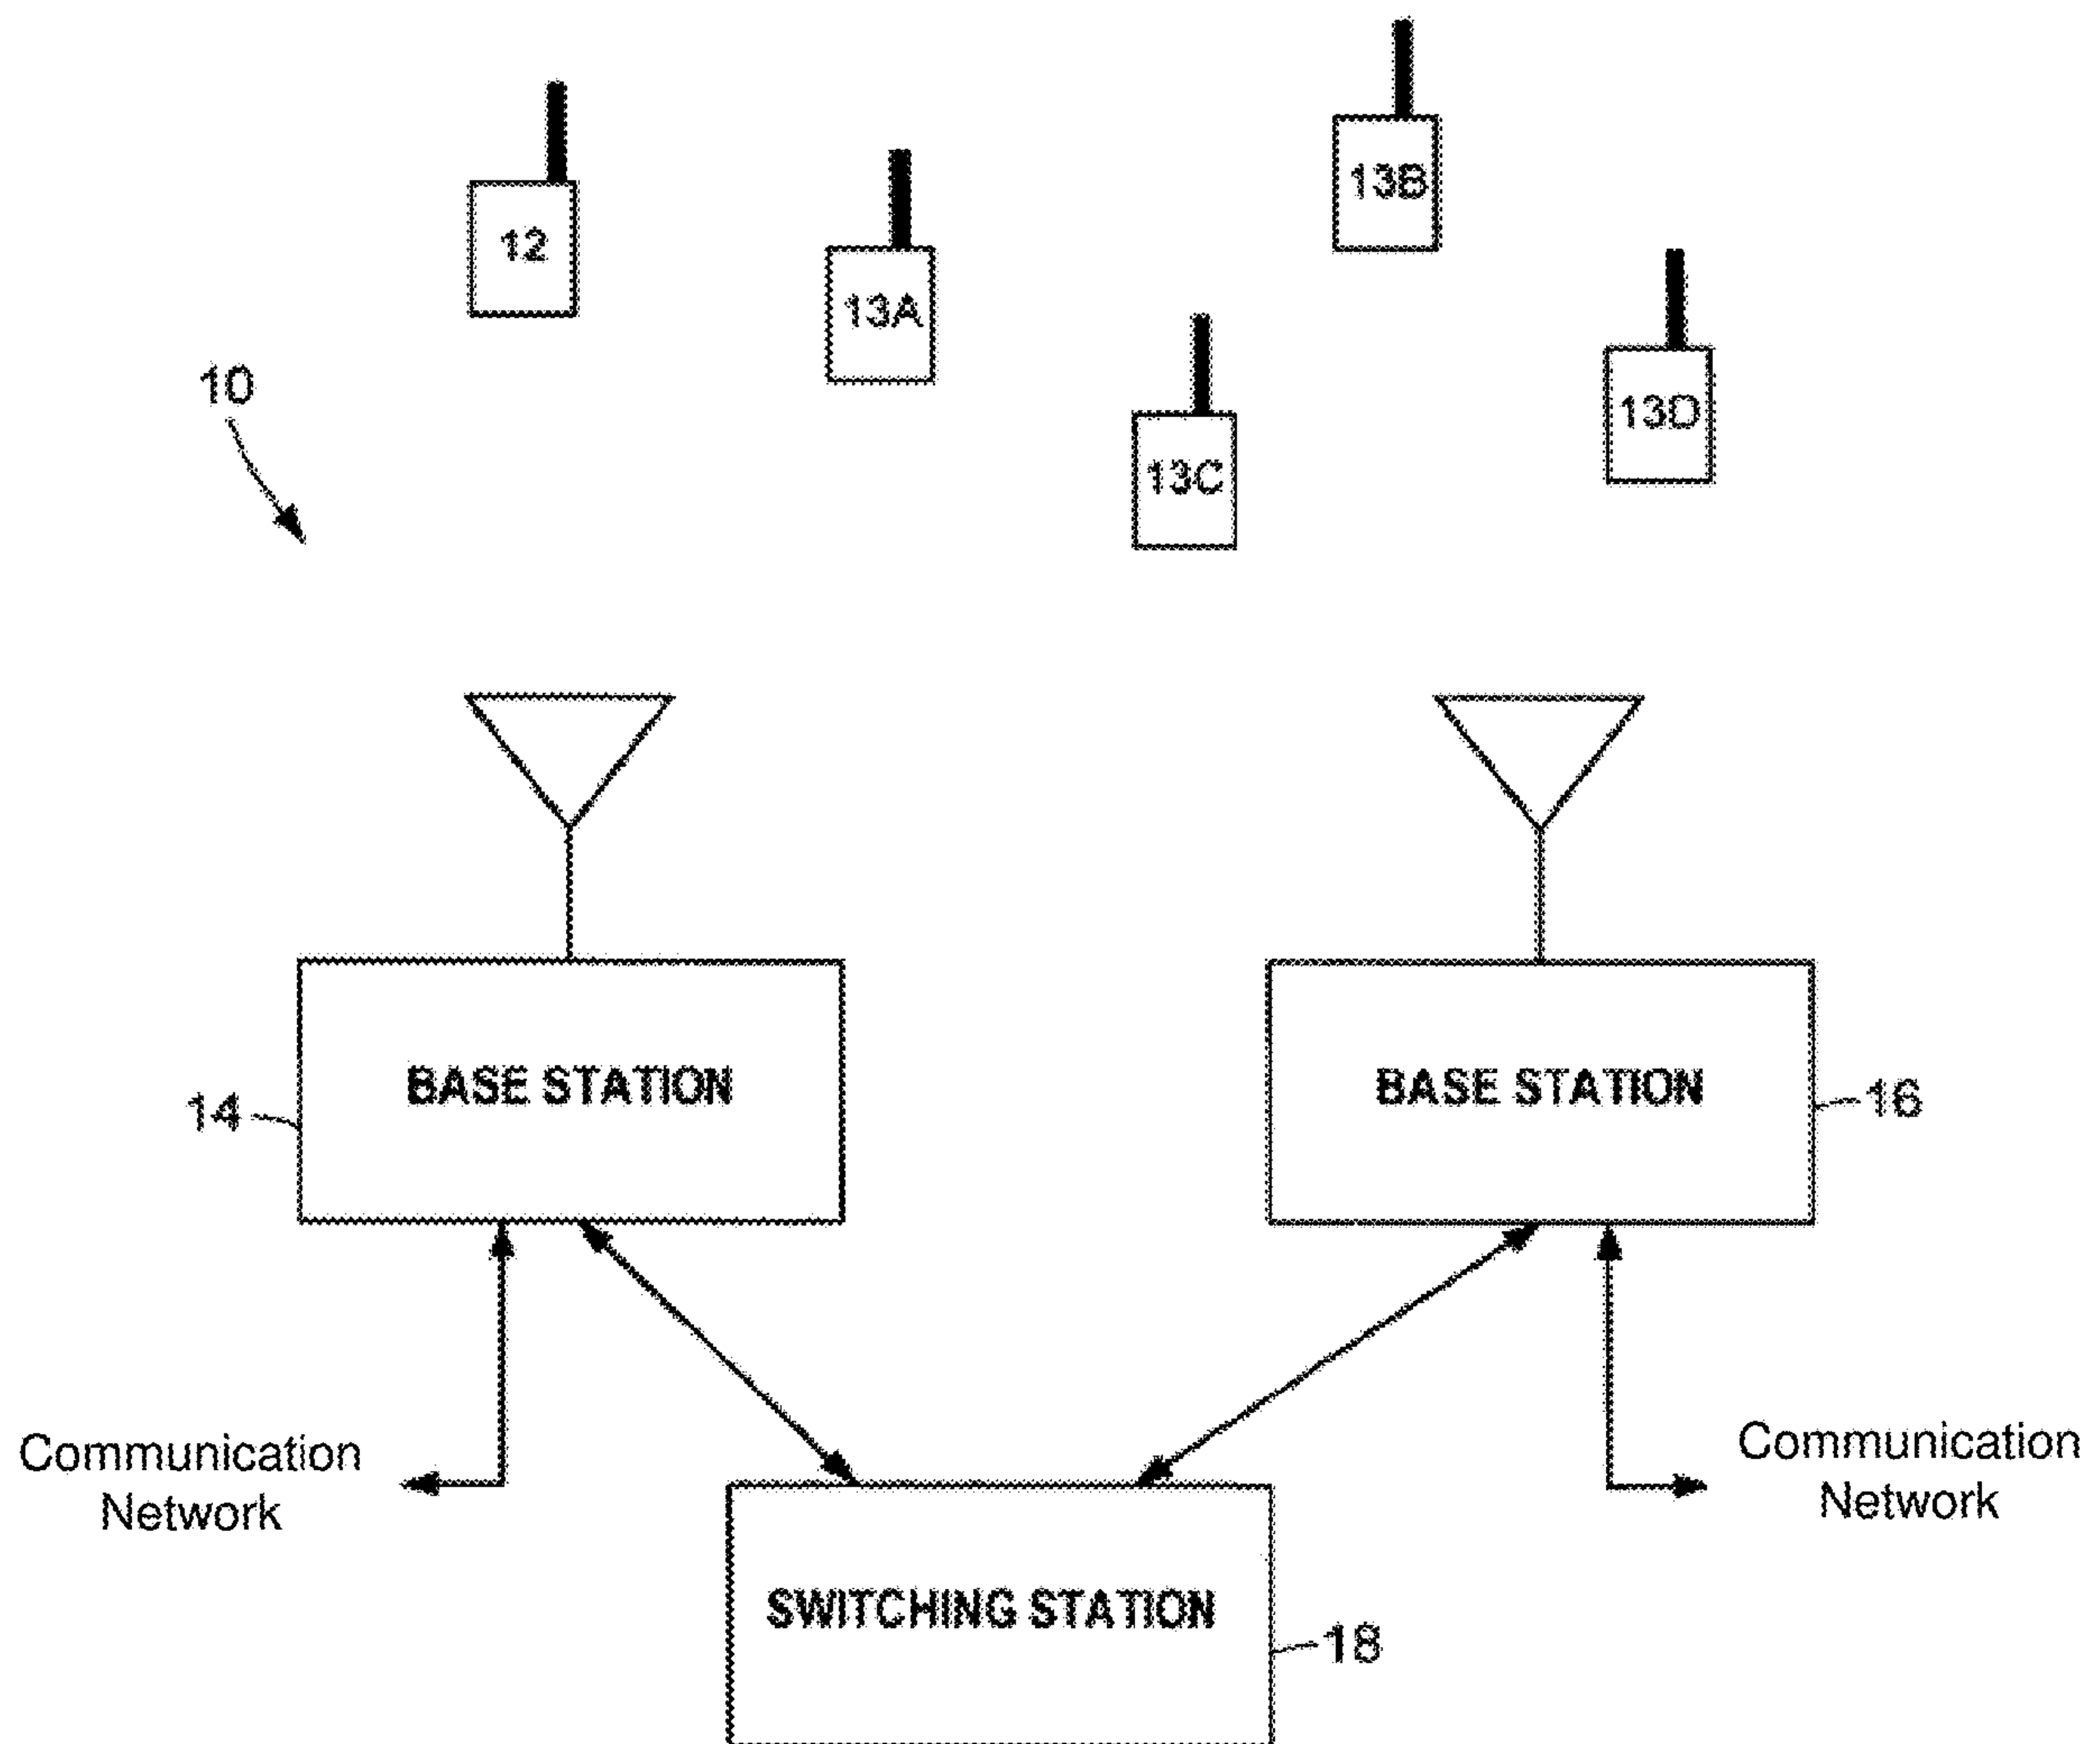 13B
12
13A
10
13D
13C
BASE STATION
BASE STATION
14
16
Communication
Network
Communication
Network
SWITCHING STATION
18